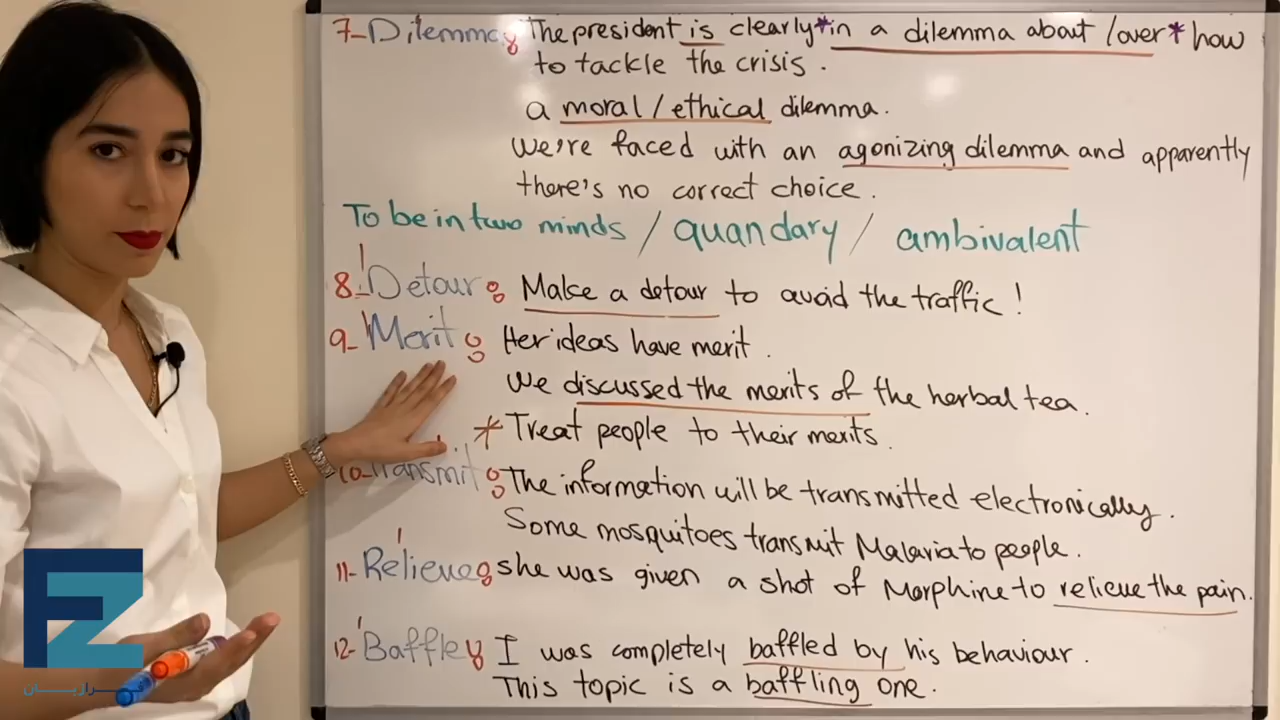 7- Dilemma: The president is clearly *in a dilemma about / over* how
to tackle the crisis.
a moral / ethical dilemma.
We're faced with an agonizing dilemma and apparently
there's no correct choice.
To be in two minds / quandary / ambivalent
8- Detour: Make a detour to avoid the traffic!
9- Merit: Her ideas have merit.
We discussed the merits of the herbal tea.
* Treat people to their merits.
10- Transmit: The information will be transmitted electronically.
Some mosquitoes transmit Malaria to people.
11- Relieve: she was given a shot of Morphine to relieve the pain.
12- Baffle: I was completely baffled by his behaviour.
This topic is a baffling one.
FZ